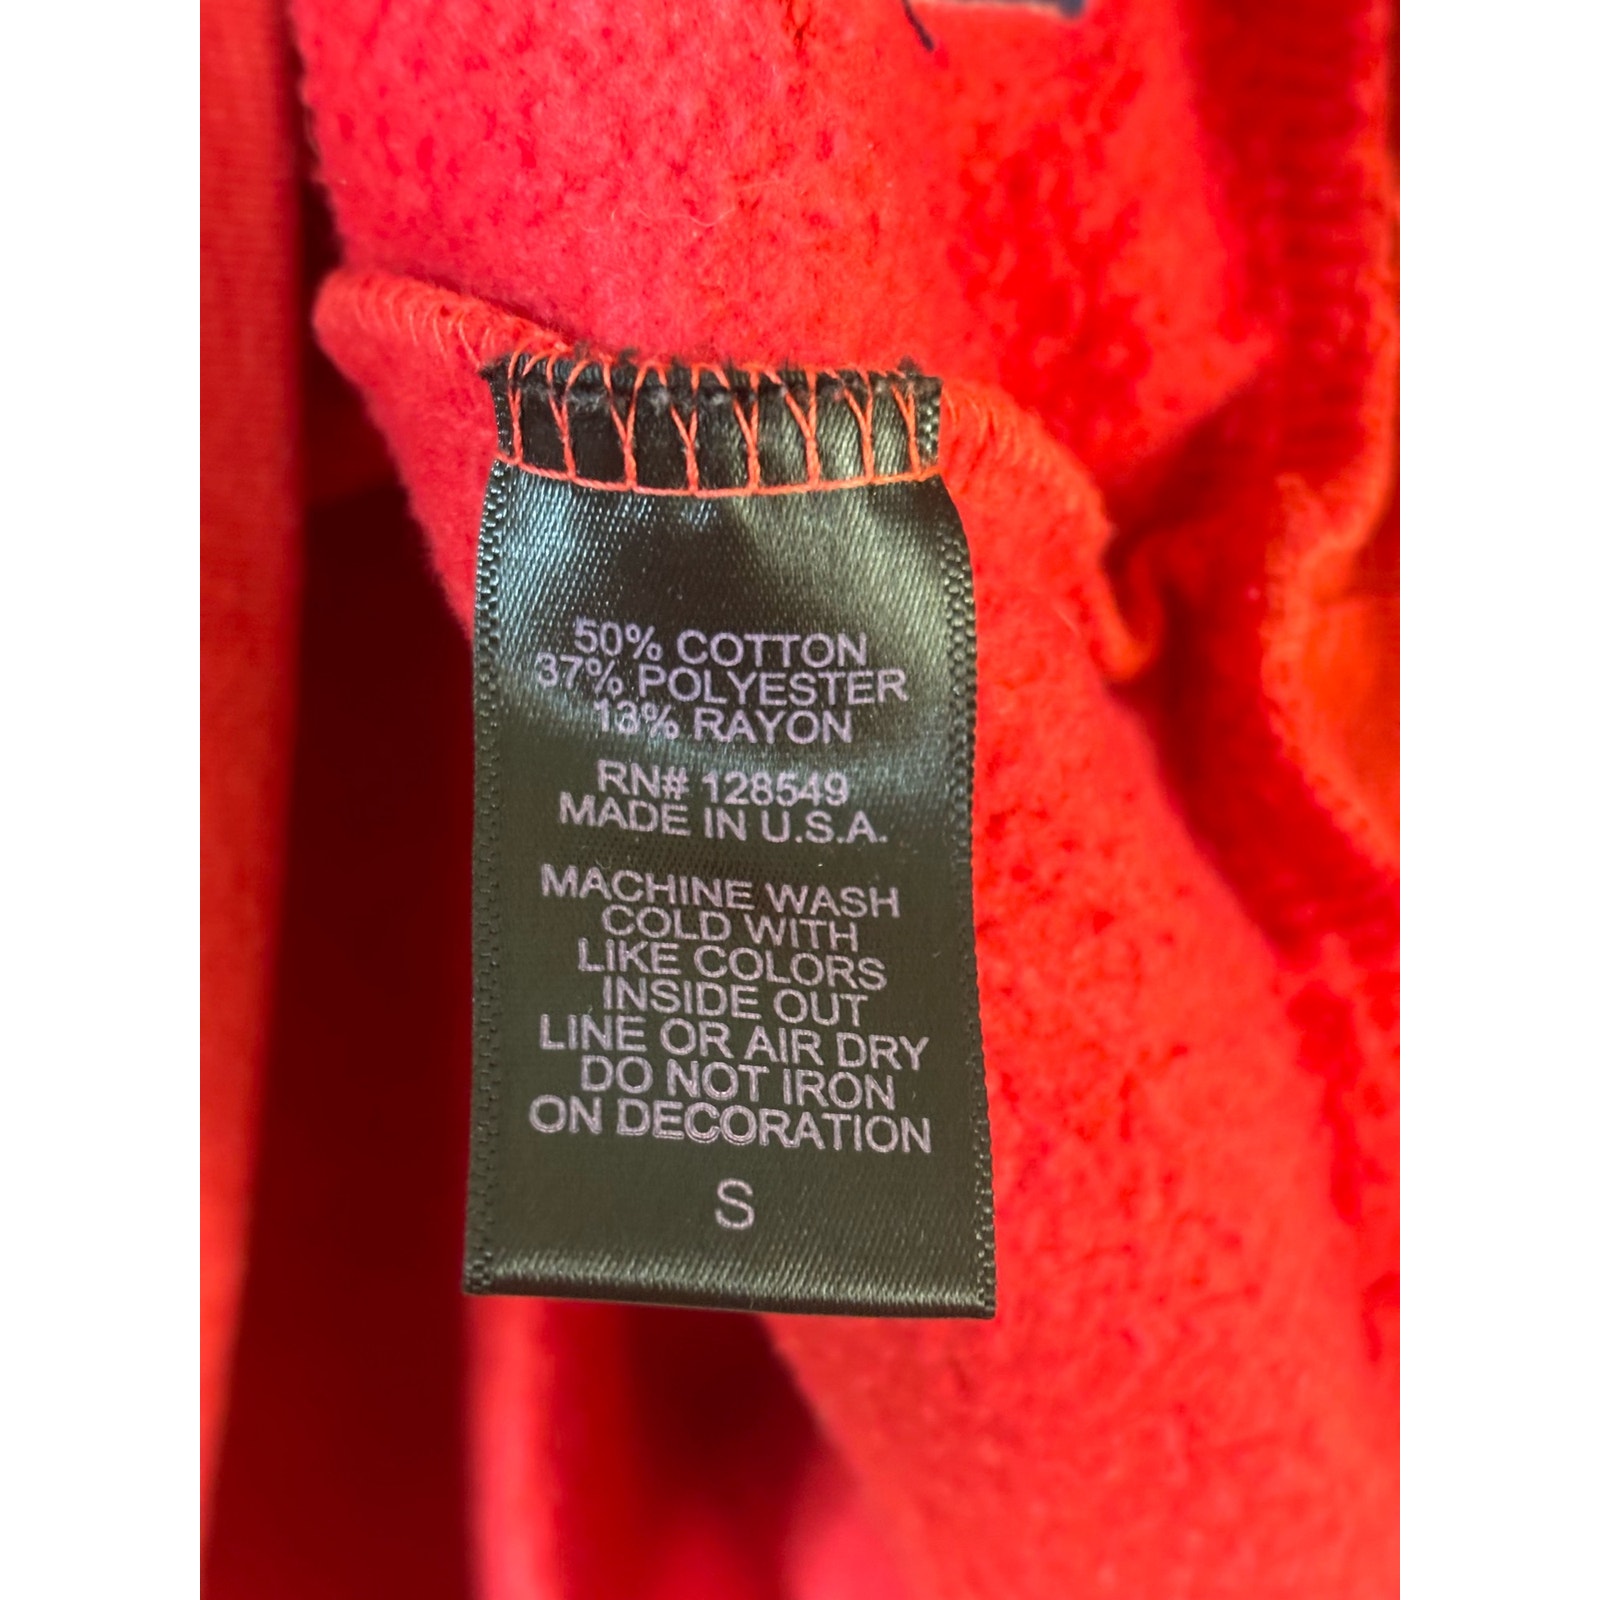 50% COTTON
37% POLYESTER
13% RAYON
RN# 128549
MADE IN U.S.A.
MACHINE WASH
COLD WITH
LIKE COLORS
INSIDE OUT
LINE OR AIR DRY
DO NOT IRON
ON DECORATION
S